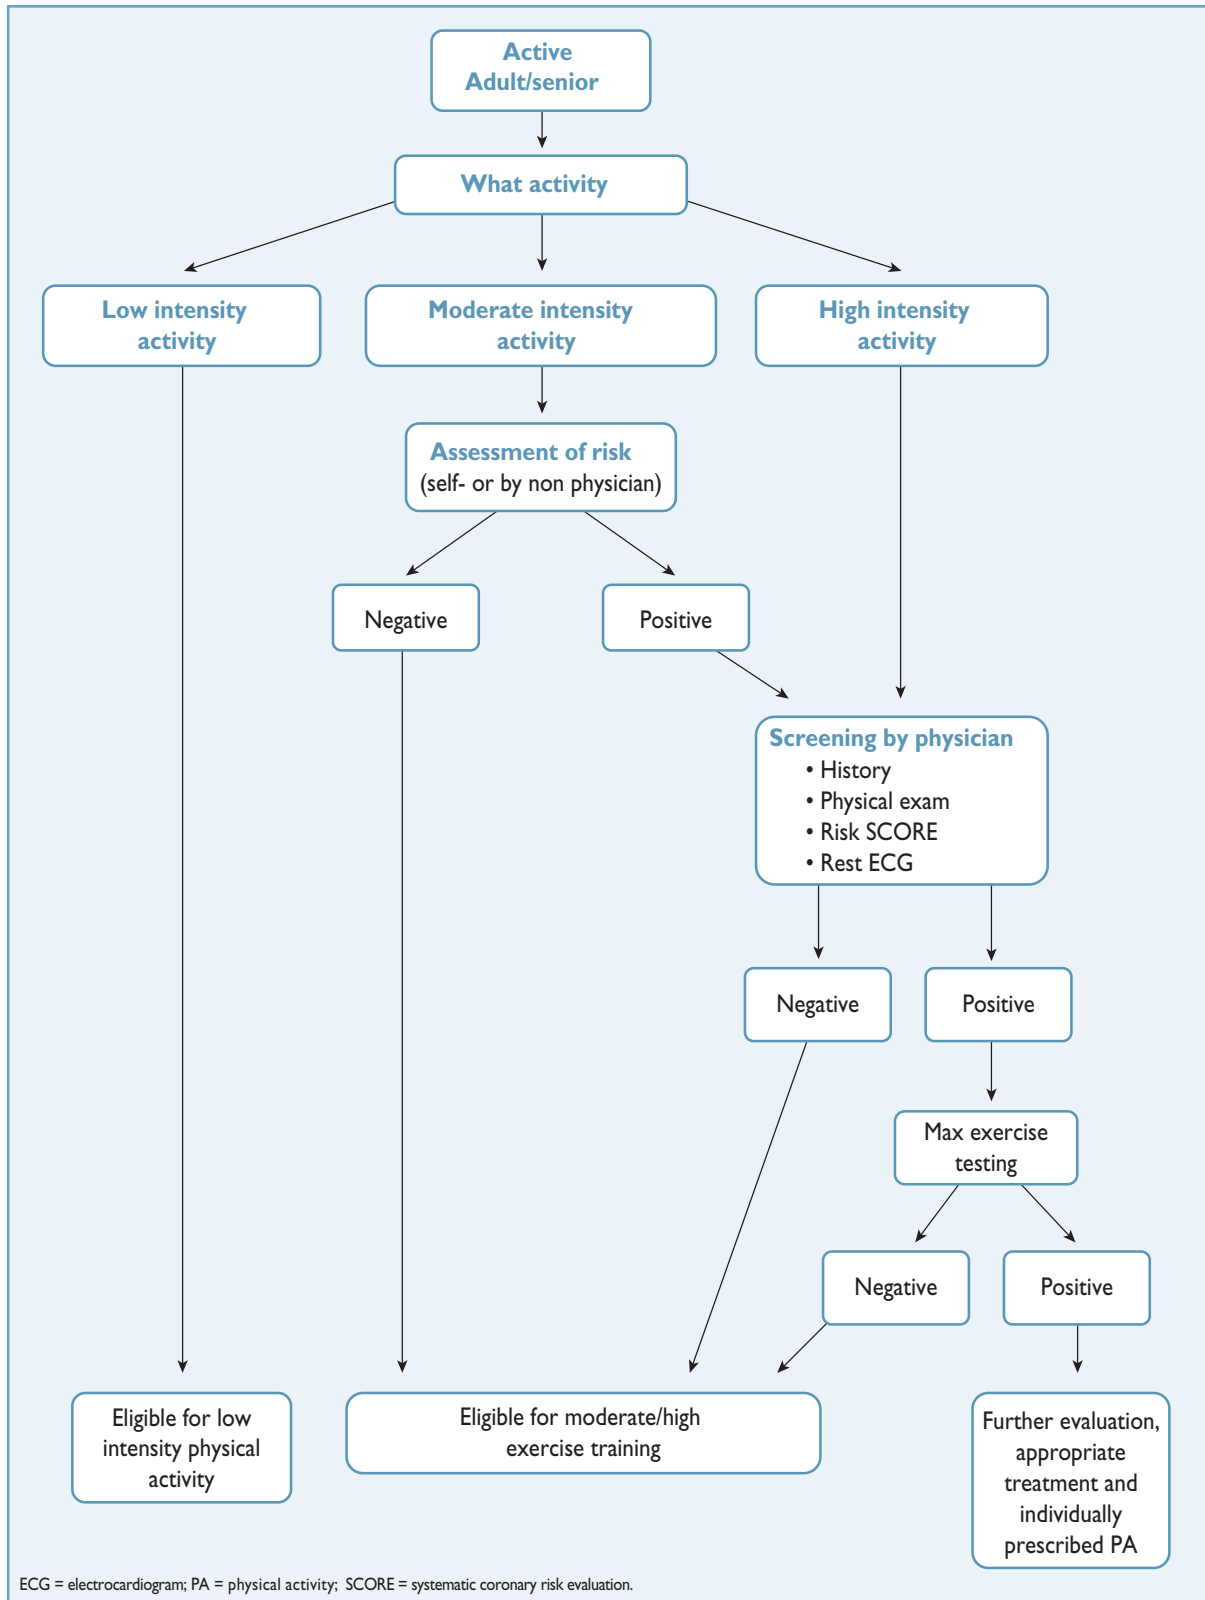 Active
Adult/senior
What activity
Low intensity
activity
Moderate intensity
activity
High intensity
activity
Assessment of risk
(self- or by non physician)
Negative
Positive
Screening by physician
• History
• Physical exam
• Risk SCORE
• Rest ECG
Negative
Positive
Max exercise
testing
Negative
Positive
Eligible for low
intensity physical
activity
Eligible for moderate/high
exercise training
Further evaluation,
appropriate
treatment and
individually
prescribed PA
ECG = electrocardiogram; PA = physical activity; SCORE = systematic coronary risk evaluation.